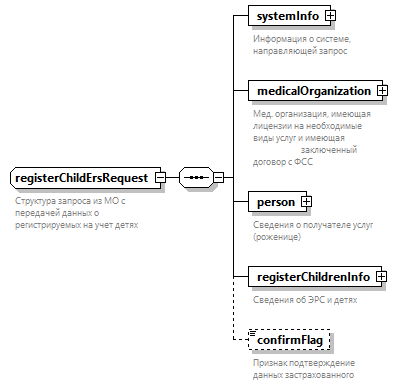 systemInfo
Информация о системе,
направляющей запрос
medicalOrganization
Мед. организация, имеющая
лицензии на необходимые
виды услуг и имеющая
заключенный
договор с ФСС
registerChildErsRequest
Структура запроса из МО с
передачей данных о
регистрируемых на учет детях
person
Сведения о получателе услуг
(роженице)
registerChildrenInfo
Сведения об ЭРС и детях
confirmFlag
Признак подтверждение
данных застрахованного